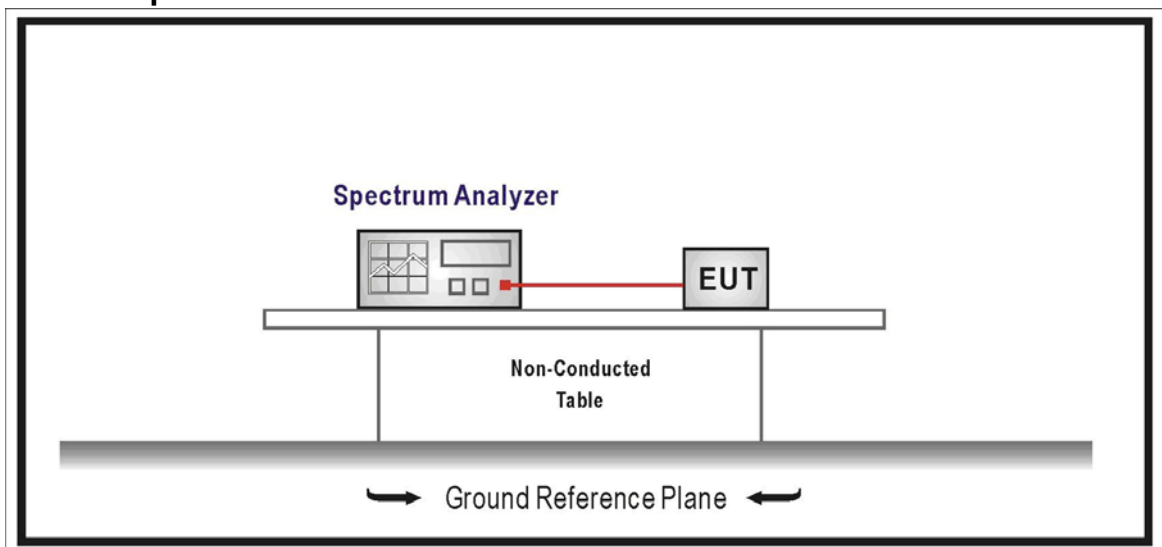 Spectrum Analyzer
EUT
Non-Conducted
Table
Ground Reference Plane